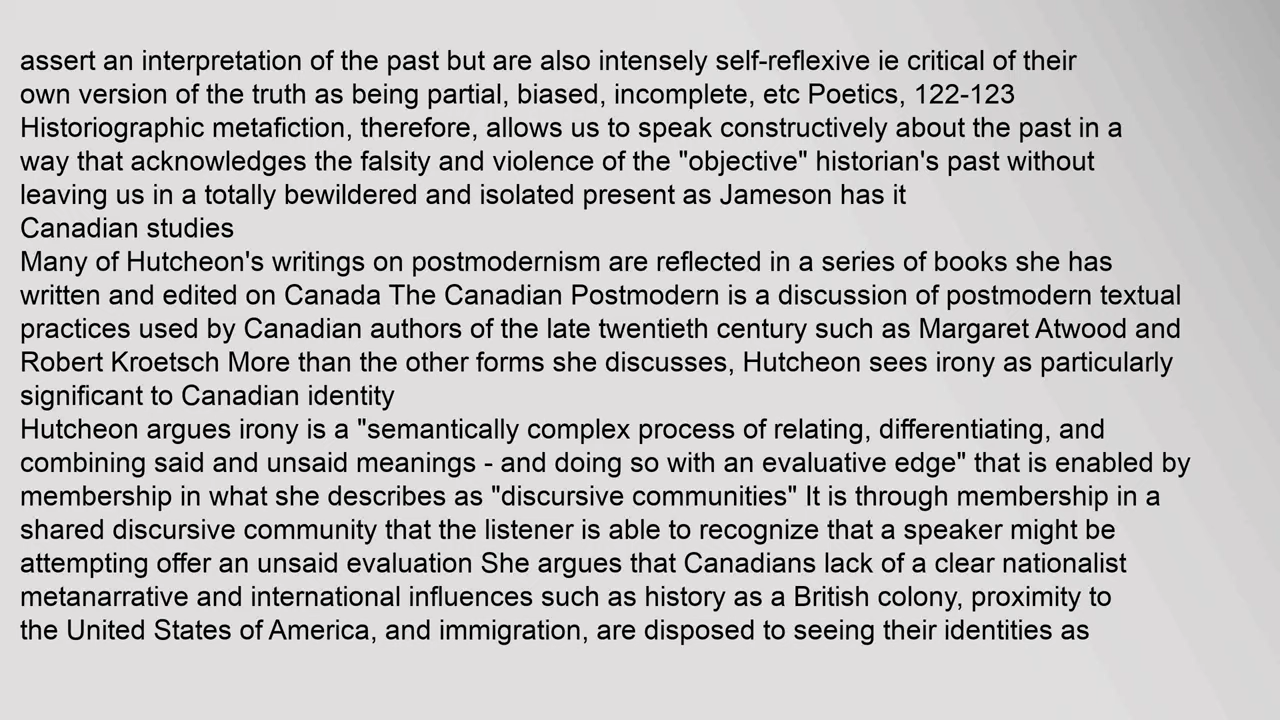 assert an interpretation of the past but are also intensely self-reflexive ie critical of their
own version of the truth as being partial, biased, incomplete, etc Poetics, 122-123
Historiographic metafiction, therefore, allows us to speak constructively about the past in a
way that acknowledges the falsity and violence of the "objective" historian's past without
leaving us in a totally bewildered and isolated present as Jameson has it
Canadian studies
Many of Hutcheon's writings on postmodernism are reflected in a series of books she has
written and edited on Canada The Canadian Postmodern is a discussion of postmodern textual
practices used by Canadian authors of the late twentieth century such as Margaret Atwood and
Robert Kroetsch More than the other forms she discusses, Hutcheon sees irony as particularly
significant to Canadian identity
Hutcheon argues irony is a "semantically complex process of relating, differentiating, and
combining said and unsaid meanings - and doing so with an evaluative edge" that is enabled by
membership in what she describes as "discursive communities" It is through membership in a
shared discursive community that the listener is able to recognize that a speaker might be
attempting offer an unsaid evaluation She argues that Canadians lack of a clear nationalist
metanarrative and international influences such as history as a British colony, proximity to
the United States of America, and immigration, are disposed to seeing their identities as